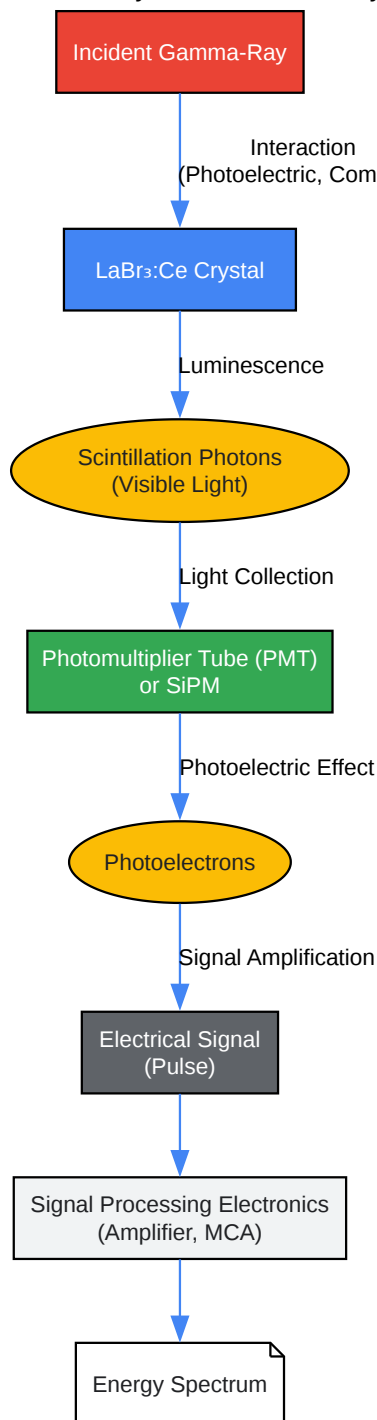 Incident Gamma-Ray
Interaction
(Photoelectric, Com
LaBr₃:Ce Crystal
Luminescence
Scintillation Photons
(Visible Light)
Light Collection
Photomultiplier Tube (PMT)
or SiPM
Photoelectric Effect
Photoelectrons
Signal Amplification
Electrical Signal
(Pulse)
Signal Processing Electronics
(Amplifier, MCA)
Energy Spectrum